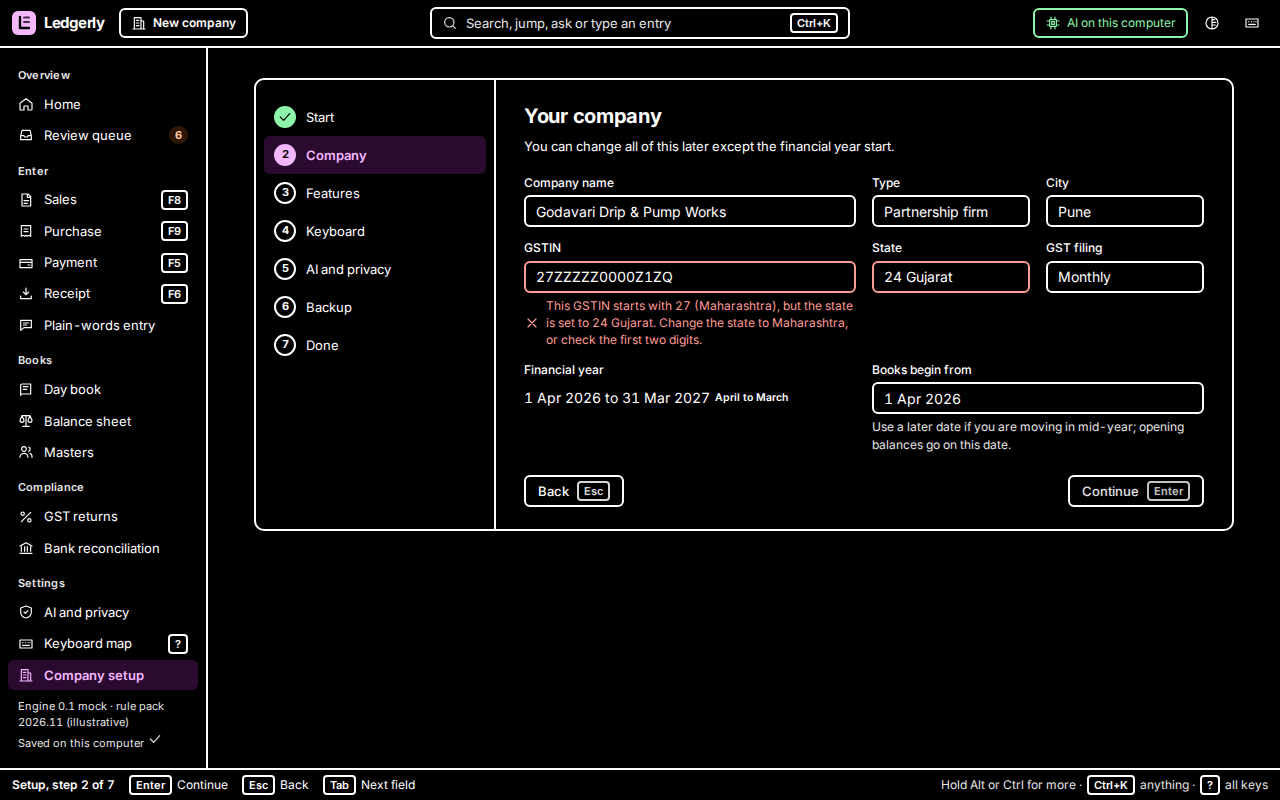 Ledgerly
New company
Search, jump, ask or type an entry
Ctrl+K
AI on this computer
Overview
Home
Review queue 6
Enter
Sales F8
Purchase F9
Payment F5
Receipt F6
Plain-words entry
Books
Day book
Balance sheet
Masters
Compliance
GST returns
Bank reconciliation
Settings
AI and privacy
Keyboard map ?
Company setup
Engine 0.1 mock · rule pack
2026.11 (illustrative)
Saved on this computer
Start
2 Company
3 Features
4 Keyboard
5 AI and privacy
6 Backup
7 Done
Your company
You can change all of this later except the financial year start.
Company name Type City
Godavari Drip & Pump Works Partnership firm Pune
GSTIN State GST filing
27ZZZZZ0000Z1ZQ 24 Gujarat Monthly
This GSTIN starts with 27 (Maharashtra), but the state
is set to 24 Gujarat. Change the state to Maharashtra,
or check the first two digits.
Financial year Books begin from
1 Apr 2026 to 31 Mar 2027 April to March 1 Apr 2026
Use a later date if you are moving in mid-year; opening
balances go on this date.
Back Esc Continue Enter
Setup, step 2 of 7 Enter Continue Esc Back Tab Next field Hold Alt or Ctrl for more · Ctrl+K anything · ? all keys